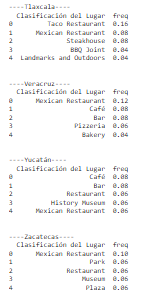 ----Tlaxcala----
Clasificación del Lugar freq
0 Taco Restaurant 0.16
1 Mexican Restaurant 0.08
2 Steakhouse 0.08
3 BBQ Joint 0.04
4 Landmarks and Outdoors 0.04
----Veracruz----
Clasificación del Lugar freq
0 Mexican Restaurant 0.12
1 Café 0.08
2 Bar 0.08
3 Pizzeria 0.06
4 Bakery 0.04
----Yucatán----
Clasificación del Lugar freq
0 Café 0.08
1 Bar 0.08
2 Restaurant 0.06
3 History Museum 0.06
4 Mexican Restaurant 0.06
----Zacatecas----
Clasificación del Lugar freq
0 Mexican Restaurant 0.10
1 Park 0.06
2 Restaurant 0.06
3 Museum 0.06
4 Plaza 0.06